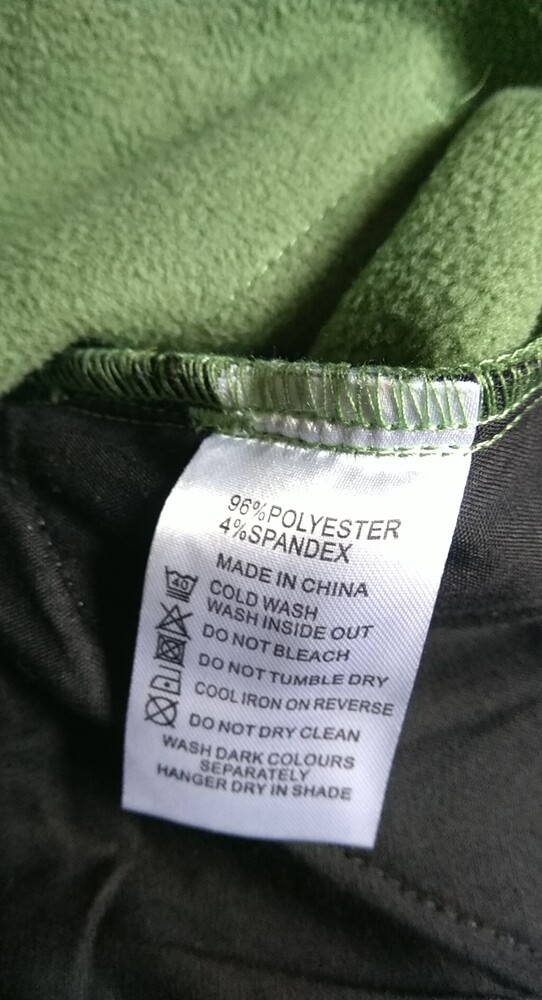 96%POLYESTER
4%SPANDEX
MADE IN CHINA
40
COLD WASH
WASH INSIDE OUT
DO NOT BLEACH
DO NOT TUMBLE DRY
COOL IRON ON REVERSE
DO NOT DRY CLEAN
WASH DARK COLOURS
SEPARATELY
HANGER DRY IN SHADE